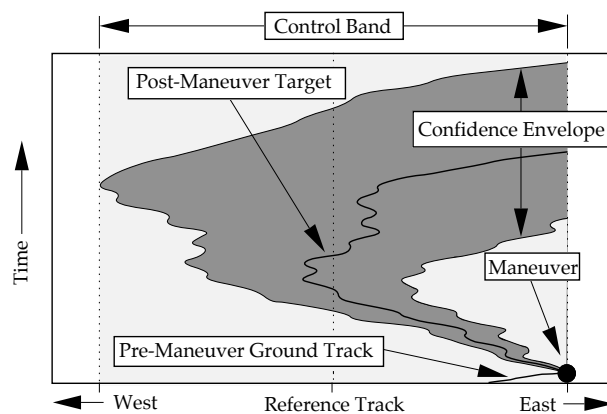 Control Band
Post-Maneuver Target
Confidence Envelope
Time
Maneuver
Pre-Maneuver Ground Track
West
Reference Track
East